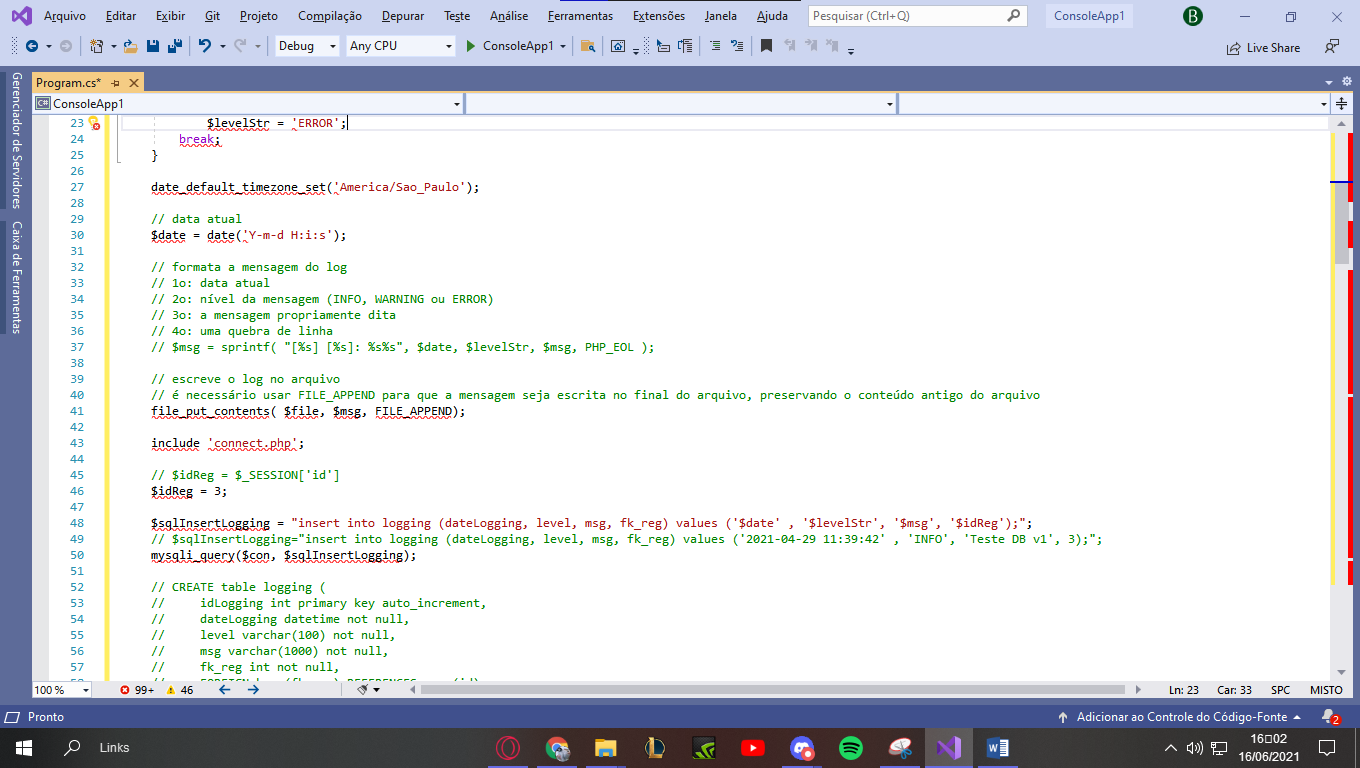 Arquivo Editar Exibir Git Projeto Compilação Depurar Teste Análise Ferramentas Extensões Janela Ajuda Pesquisar (Ctrl+Q) ConsoleApp1 B
Debug Any CPU ConsoleApp1 Live Share
Gerenciador de Servidores
Caixa de Ferramentas
Program.cs*
C# ConsoleApp1
23 $levelStr = 'ERROR';
24 break;
25 }
26
27 date_default_timezone_set('America/Sao_Paulo');
28
29 // data atual
30 $date = date('Y-m-d H:i:s');
31
32 // formata a mensagem do log
33 // 1o: data atual
34 // 2o: nível da mensagem (INFO, WARNING ou ERROR)
35 // 3o: a mensagem propriamente dita
36 // 4o: uma quebra de linha
37 // $msg = sprintf( "[%s] [%s]: %s%s", $date, $levelStr, $msg, PHP_EOL );
38
39 // escreve o log no arquivo
40 // é necessário usar FILE_APPEND para que a mensagem seja escrita no final do arquivo, preservando o conteúdo antigo do arquivo
41 file_put_contents( $file, $msg, FILE_APPEND);
42
43 include 'connect.php';
44
45 // $idReg = $_SESSION['id']
46 $idReg = 3;
47
48 $sqlInsertLogging = "insert into logging (dateLogging, level, msg, fk_reg) values ('$date' , '$levelStr', '$msg', '$idReg');";
49 // $sqlInsertLogging="insert into logging (dateLogging, level, msg, fk_reg) values ('2021-04-29 11:39:42' , 'INFO', 'Teste DB v1', 3);";
50 mysqli_query($con, $sqlInsertLogging);
51
52 // CREATE table logging (
53 // idLogging int primary key auto_increment,
54 // dateLogging datetime not null,
55 // level varchar(100) not null,
56 // msg varchar(1000) not null,
57 // fk_reg int not null,
100 % 99+ 46 Ln: 23 Car: 33 SPC MISTO
Pronto Adicionar ao Controle do Código-Fonte 2
Links 16□02
16/06/2021